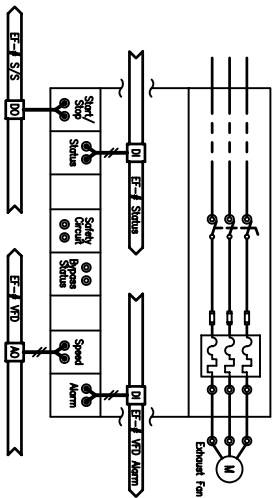 EF-# S/S
DO
EF-# VFD
AO
Start/
Stop
Status
Safety
Circuit
Bypass
Status
Speed
Alarm
DI
EF-# Status
DI
EF-# VFD Alarm
M
Exhaust Fan